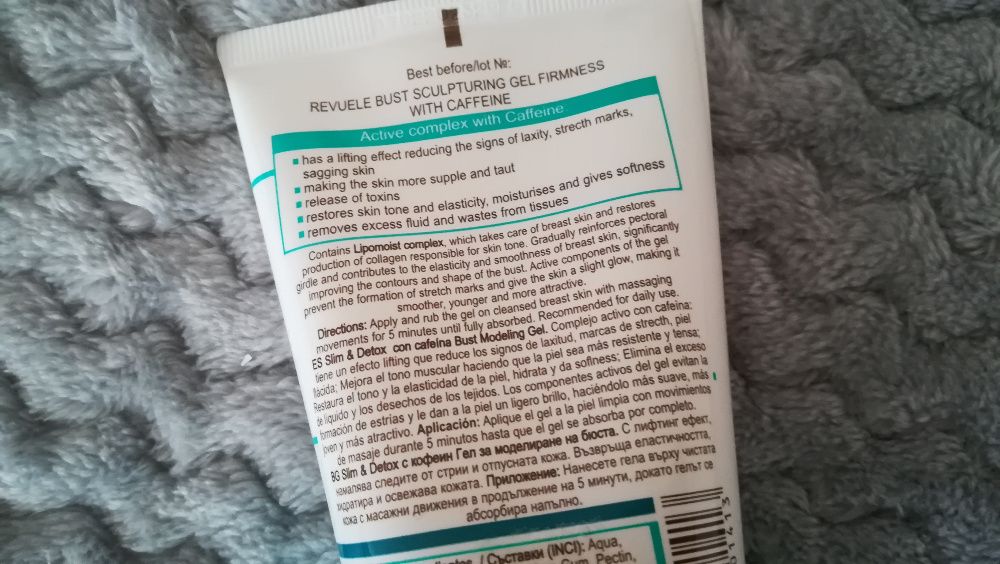 Best before/lot №:
REVUELE BUST SCULPTURING GEL FIRMNESS
WITH CAFFEINE
Active complex with Caffeine
▪ has a lifting effect reducing the signs of laxity, strecth marks,
sagging skin
▪ making the skin more supple and taut
▪ release of toxins
▪ restores skin tone and elasticity, moisturises and gives softness
▪ removes excess fluid and wastes from tissues
Contains Lipomoist complex, which takes care of breast skin and restores
production of collagen responsible for skin tone. Gradually reinforces pectoral
girdle and contributes to the elasticity and smoothness of breast skin, significantly
improving the contours and shape of the bust. Active components of the gel
prevent the formation of stretch marks and give the skin a slight glow, making it
smoother, younger and more attractive.
Directions: Apply and rub the gel on cleansed breast skin with massaging
movements for 5 minutes until fully absorbed. Recommended for daily use.
ES Slim & Detox con cafeína Bust Modeling Gel. Complejo activo con cafeína:
tiene un efecto lifting que reduce los signos de laxitud, marcas de strecth, piel
flácida; Mejora el tono muscular haciendo que la piel sea más resistente y tensa;
Restaura el tono y la elasticidad de la piel, hidrata y da softness; Elimina el exceso
de líquido y los desechos de los tejidos. Los componentes activos del gel evitan la
formación de estrías y le dan a la piel un ligero brillo, haciéndolo más suave, más
joven y más atractivo. Aplicación: Aplique el gel a la piel limpia con movimientos
de masaje durante 5 minutos hasta que el gel se absorba por completo.
BG Slim & Detox с кофеин Гел за моделиране на бюста. С лифтинг ефект,
намалява следите от стрии и отпусната кожа. Възвръща еластичността,
хидратира и освежава кожата. Приложение: Нанесете гела върху чистата
кожа с масажни движения в продължение на 5 минути, докато гелът се
абсорбира напълно.
/ Съставки (INCI): Aqua,
Gum, Pectin,